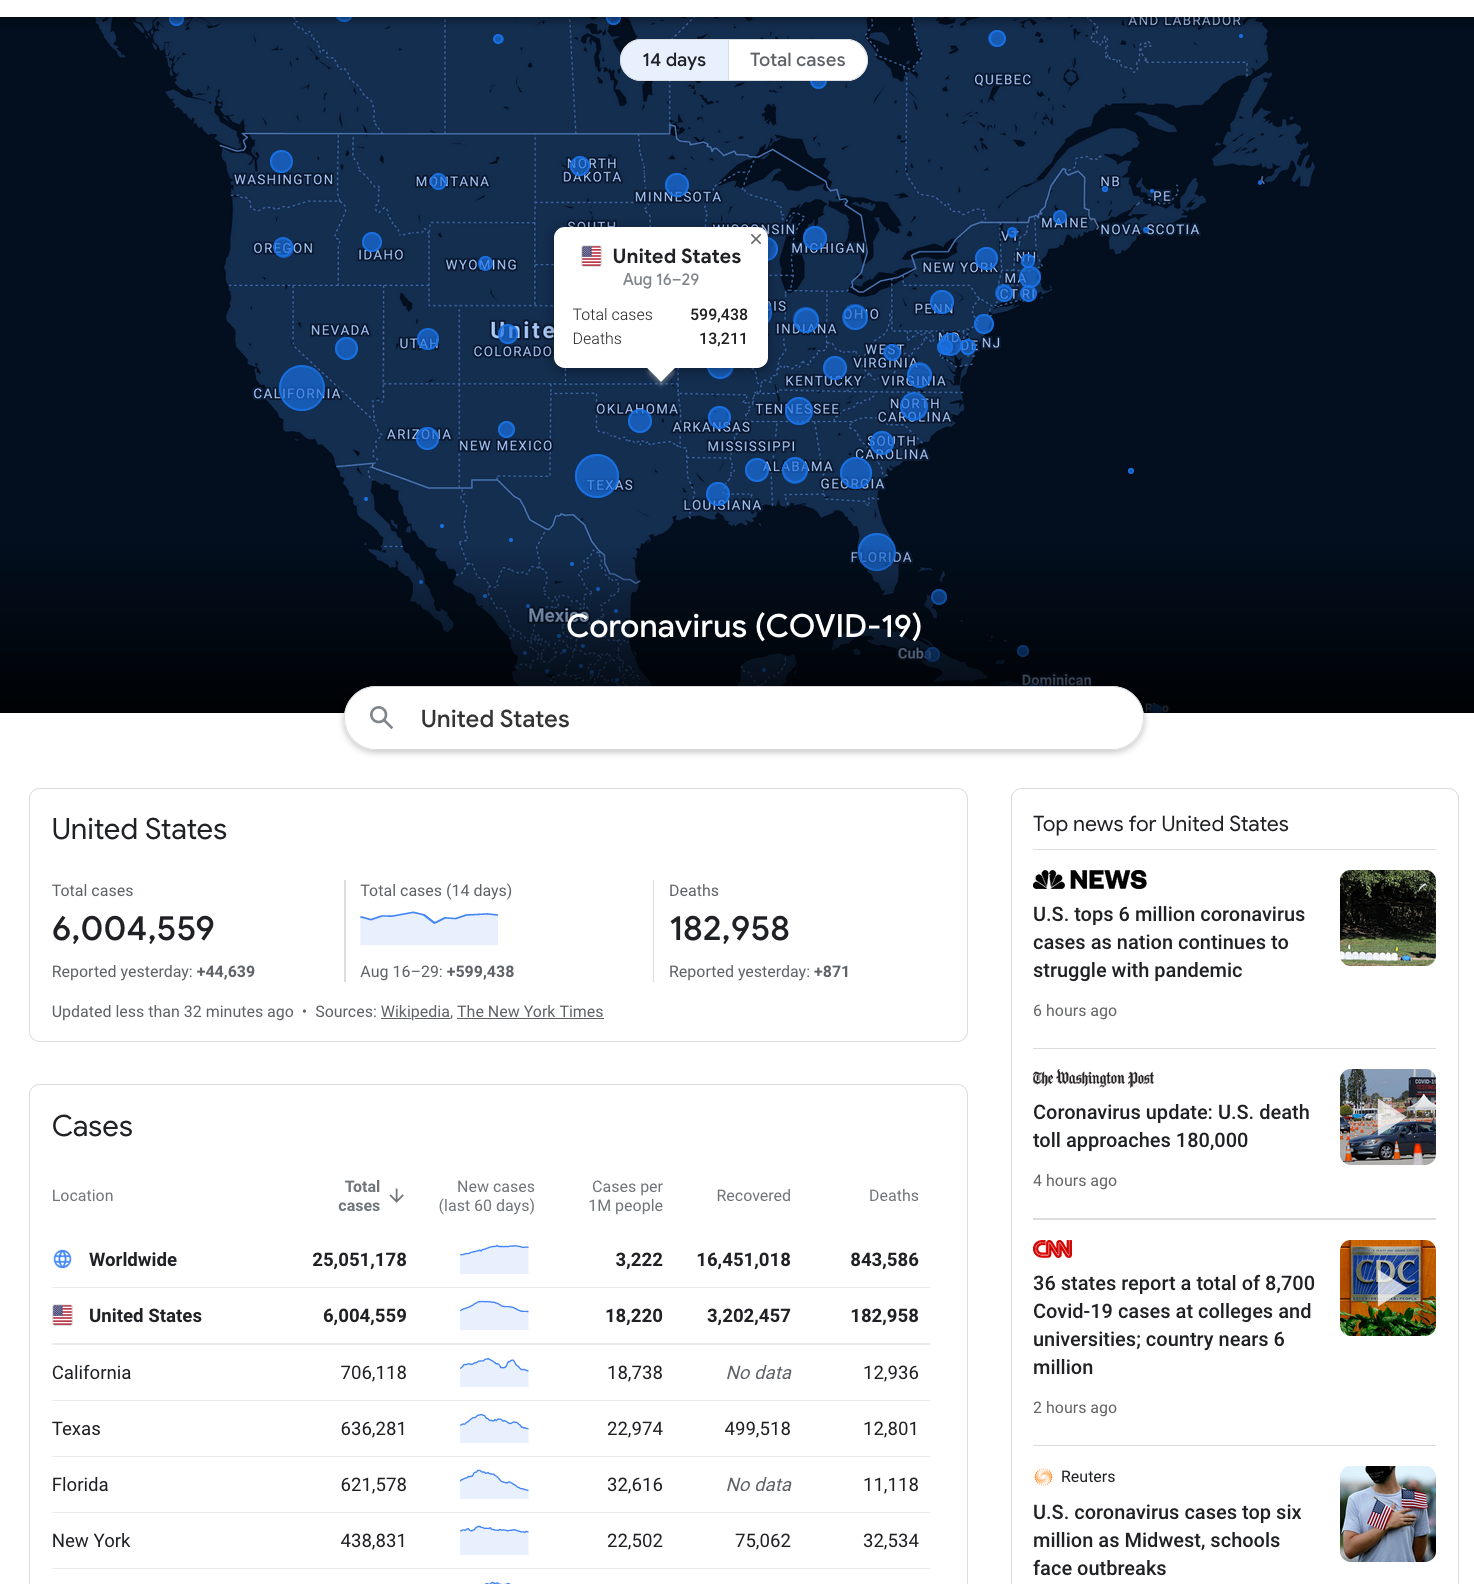 AND LABRADOR
14 days
Total cases
QUEBEC
WASHINGTON
MONTANA
NORTH
DAKOTA
MINNESOTA
NB
PE
MAINE
NOVA SCOTIA
VT
OREGON
IDAHO
WYOMING
SOUTH
MICHIGAN
NEW YORK
NH
MA
CT RI
United States
Aug 16–29
Total cases 599,438
Deaths 13,211
NEVADA
UTAH
Unite
COLORADO
INDIANA
OHIO
PENN
MD
DE
NJ
WEST
VIRGINIA
KENTUCKY
VIRGINIA
CALIFORNIA
OKLAHOMA
TENNESSEE
NORTH
CAROLINA
ARIZONA
NEW MEXICO
ARKANSAS
MISSISSIPPI
SOUTH
CAROLINA
ALABAMA
GEORGIA
TEXAS
LOUISIANA
FLORIDA
Mexico
Coronavirus (COVID-19)
Cuba
Dominican
United States
United States
Total cases
6,004,559
Reported yesterday: +44,639
Total cases (14 days)
Aug 16–29: +599,438
Deaths
182,958
Reported yesterday: +871
Updated less than 32 minutes ago • Sources: Wikipedia, The New York Times
Cases
Location Total cases New cases (last 60 days) Cases per 1M people Recovered Deaths
Worldwide 25,051,178 3,222 16,451,018 843,586
United States 6,004,559 18,220 3,202,457 182,958
California 706,118 18,738 No data 12,936
Texas 636,281 22,974 499,518 12,801
Florida 621,578 32,616 No data 11,118
New York 438,831 22,502 75,062 32,534
Top news for United States
NEWS
U.S. tops 6 million coronavirus
cases as nation continues to
struggle with pandemic
6 hours ago
The Washington Post
Coronavirus update: U.S. death
toll approaches 180,000
4 hours ago
CNN
36 states report a total of 8,700
Covid-19 cases at colleges and
universities; country nears 6
million
2 hours ago
CDC
Reuters
U.S. coronavirus cases top six
million as Midwest, schools
face outbreaks